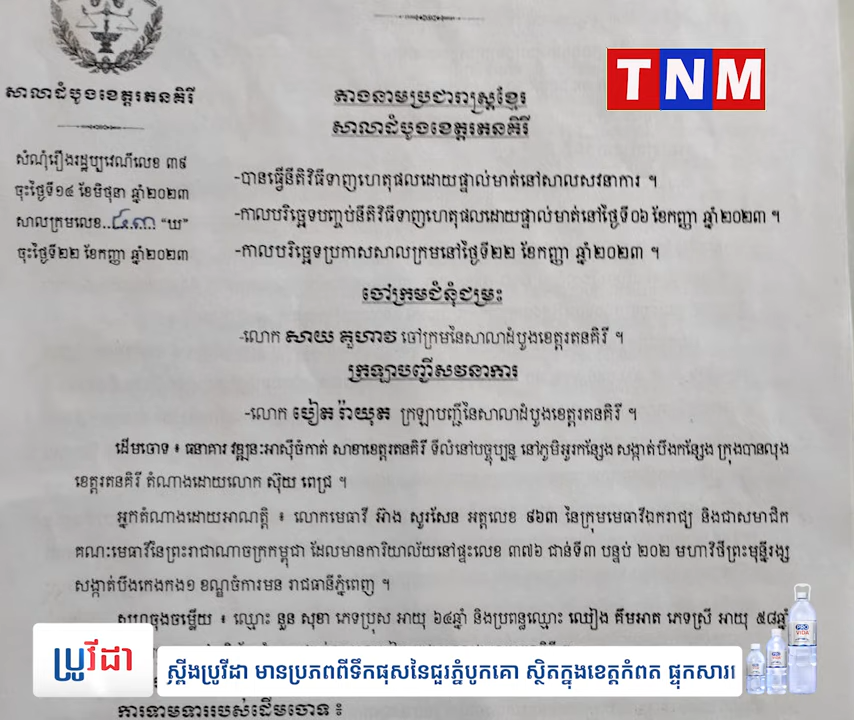 TNM
សាលាដំបូងខេត្តរតនគិរី
តាងនាមប្រជារាស្ត្រខ្មែរ
សាលាដំបូងខេត្តរតនគិរី
សំណុំរឿងរដ្ឋប្បវេណីលេខ ៣៩
ចុះថ្ងៃទី១៤ ខែមិថុនា ឆ្នាំ២០២៣
សាលក្រមលេខ..... “ឃ”
ចុះថ្ងៃទី២២ ខែកញ្ញា ឆ្នាំ២០២៣
-បានធ្វើនីតិវិធីទាញហេតុផលដោយផ្ទាល់មាត់នៅសាលសវនាការ ។
-កាលបរិច្ឆេទបញ្ចប់នីតិវិធីទាញហេតុផលដោយផ្ទាល់មាត់នៅថ្ងៃទី០៦ ខែកញ្ញា ឆ្នាំ២០២៣ ។
-កាលបរិច្ឆេទប្រកាសសាលក្រមនៅថ្ងៃទី២២ ខែកញ្ញា ឆ្នាំ២០២៣ ។
ចៅក្រមជំនុំជម្រះ
-លោក សាយ គួហាវ ចៅក្រមនៃសាលាដំបូងខេត្តរតនគិរី ។
ក្រឡាបញ្ជីសវនាការ
-លោក ទៀត រ៉ាយុត ក្រឡាបញ្ជីនៃសាលាដំបូងខេត្តរតនគិរី ។
ដើមចោទ ៖ ធនាគារ វឌ្ឍនៈអាស៊ីចំកាត់ សាខាខេត្តរតនគិរី ទីលំនៅបច្ចុប្បន្ន នៅភូមិអូរកន្សែង សង្កាត់បឹងកន្សែង ក្រុងបានលុង
ខេត្តរតនគិរី តំណាងដោយលោក ស៊ុយ ពេជ្រ ។
អ្នកតំណាងដោយអាណត្តិ ៖ លោកមេធាវី អ៊ាង សូរសែន អត្តលេខ ៩៦៣ នៃក្រុមមេធាវីឯករាជ្យ និងជាសមាជិក
គណៈមេធាវីនៃព្រះរាជាណាចក្រកម្ពុជា ដែលមានការិយាល័យនៅផ្ទះលេខ ៣៧៦ ជាន់ទី៣ បន្ទប់ ២០២ មហាវិថីព្រះមុន្នីរង្ស
សង្កាត់បឹងកេងកង១ ខណ្ឌចំការមន រាជធានីភ្នំពេញ ។
សហចុងចម្លើយ ៖ ឈ្មោះ នួន សុខា ភេទប្រុស អាយុ ៦៤ឆ្នាំ និងប្រពន្ធឈ្មោះ ឈៀង គឹមអាត ភេទស្រី អាយុ ៥៨ឆ្នាំ
ប្រូវីដា
ស្ព្រីងប្រូវីដា មានប្រភពពីទឹកធុសនៃជួរភ្នំបូកគោ ស្ថិតក្នុងខេត្តកំពត ផ្ទុកសារ
PROVIDA
ការទាមទាររបស់ដើមចោទ ៖